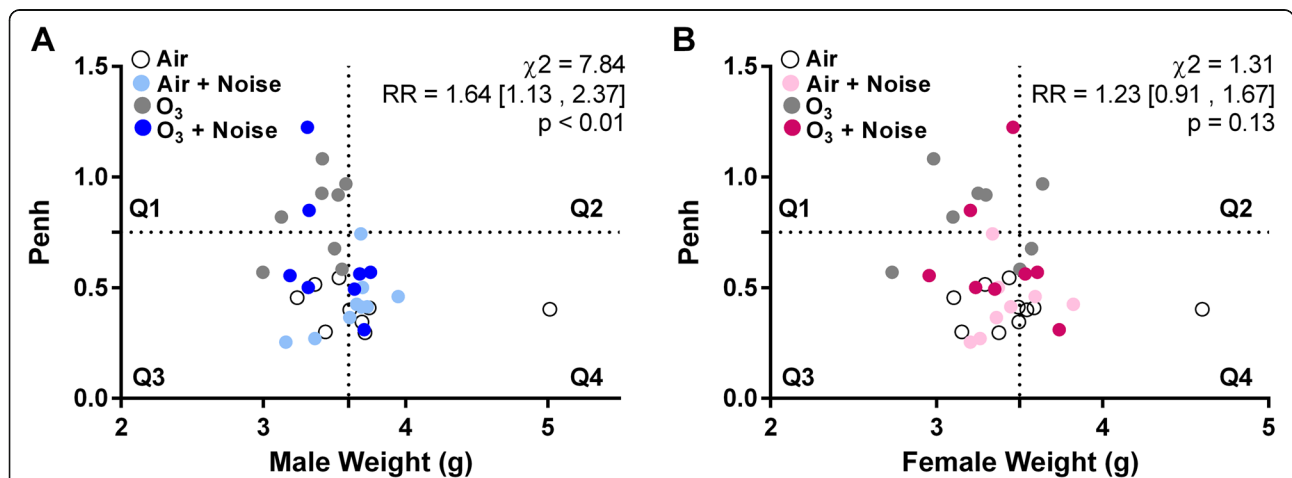 A
Air
Air + Noise
O3
O3 + Noise
χ2 = 7.84
RR = 1.64 [1.13 , 2.37]
p < 0.01
1.5
1.0
0.5
0.0
Penh
Q1
Q2
Q3
Q4
2
3
4
5
Male Weight (g)
B
Air
Air + Noise
O3
O3 + Noise
χ2 = 1.31
RR = 1.23 [0.91 , 1.67]
p = 0.13
1.5
1.0
0.5
0.0
Penh
Q1
Q2
Q3
Q4
2
3
4
5
Female Weight (g)